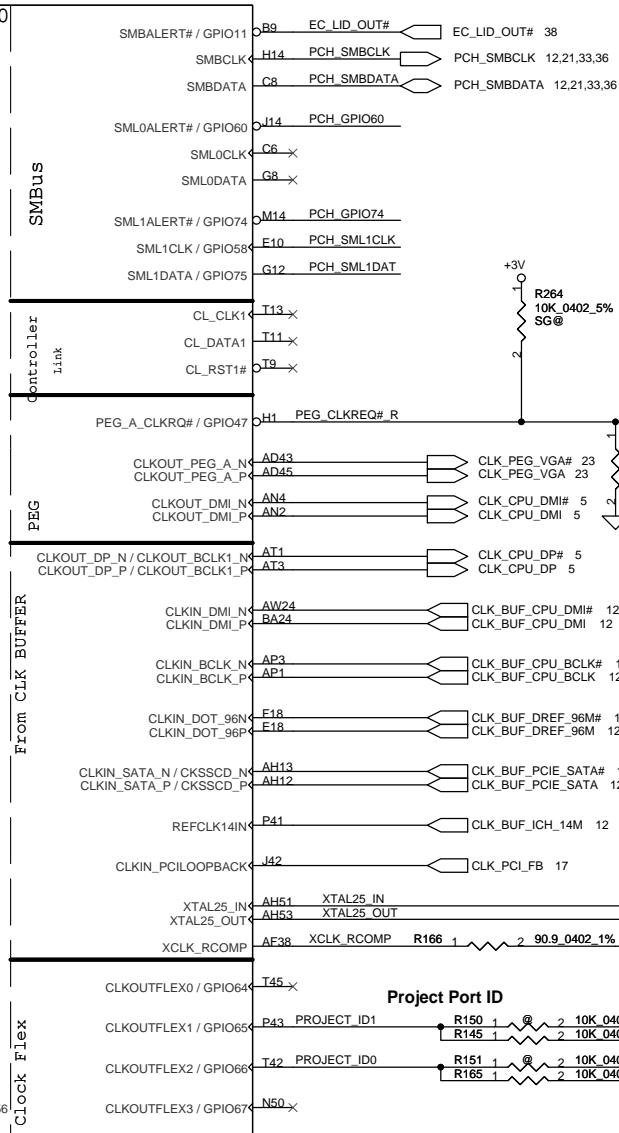 SMBus
SMBALERT# / GPIO11 B9 EC_LID_OUT# EC_LID_OUT# 38
SMBCLK H14 PCH_SMBCLK PCH_SMBCLK 12,21,33,36
SMBDATA C8 PCH_SMBDATA PCH_SMBDATA 12,21,33,36
SML0ALERT# / GPIO60 J14 PCH_GPIO60
SML0CLK C6
SML0DATA G8
SML1ALERT# / GPIO74 M14 PCH_GPIO74
SML1CLK / GPIO58 E10 PCH_SML1CLK
SML1DATA / GPIO75 G12 PCH_SML1DAT
+3V
1
R264
10K_0402_5%
SG@
2
Controller
Link
CL_CLK1 T13
CL_DATA1 T11
CL_RST1# T9
PEG
PEG_A_CLKRQ# / GPIO47 H1 PEG_CLKREQ#_R
1
2
CLKOUT_PEG_A_N AD43 CLK_PEG_VGA# 23
CLKOUT_PEG_A_P AD45 CLK_PEG_VGA 23
CLKOUT_DMI_N AN4 CLK_CPU_DMI# 5
CLKOUT_DMI_P AN2 CLK_CPU_DMI 5
From CLK BUFFER
CLKOUT_DP_N / CLKOUT_BCLK1_N AT1 CLK_CPU_DP# 5
CLKOUT_DP_P / CLKOUT_BCLK1_P AT3 CLK_CPU_DP 5
CLKIN_DMI_N AW24 CLK_BUF_CPU_DMI# 12
CLKIN_DMI_P BA24 CLK_BUF_CPU_DMI 12
CLKIN_BCLK_N AP3 CLK_BUF_CPU_BCLK#
CLKIN_BCLK_P AP1 CLK_BUF_CPU_BCLK
CLKIN_DOT_96N CLK_BUF_DREF_96M#
CLKIN_DOT_96P E18 CLK_BUF_DREF_96M
CLKIN_SATA_N / CKSSCD_N AH13 CLK_BUF_PCIE_SATA#
CLKIN_SATA_P / CKSSCD_P AH12 CLK_BUF_PCIE_SATA
REFCLK14IN P41 CLK_BUF_ICH_14M 12
CLKIN_PCILOOPBACK J42 CLK_PCI_FB 17
XTAL25_IN AH51 XTAL25_IN
XTAL25_OUT AH53 XTAL25_OUT
XCLK_RCOMP AF38 XCLK_RCOMP R166 1 2 90.9_0402_1%
Clock Flex
CLKOUTFLEX0 / GPIO64 T45
Project Port ID
CLKOUTFLEX1 / GPIO65 P43 PROJECT_ID1 R150 1 @ 2
R145 1 2
CLKOUTFLEX2 / GPIO66 T42 PROJECT_ID0 R151 1 @ 2
R165 1 2
CLKOUTFLEX3 / GPIO67 N50